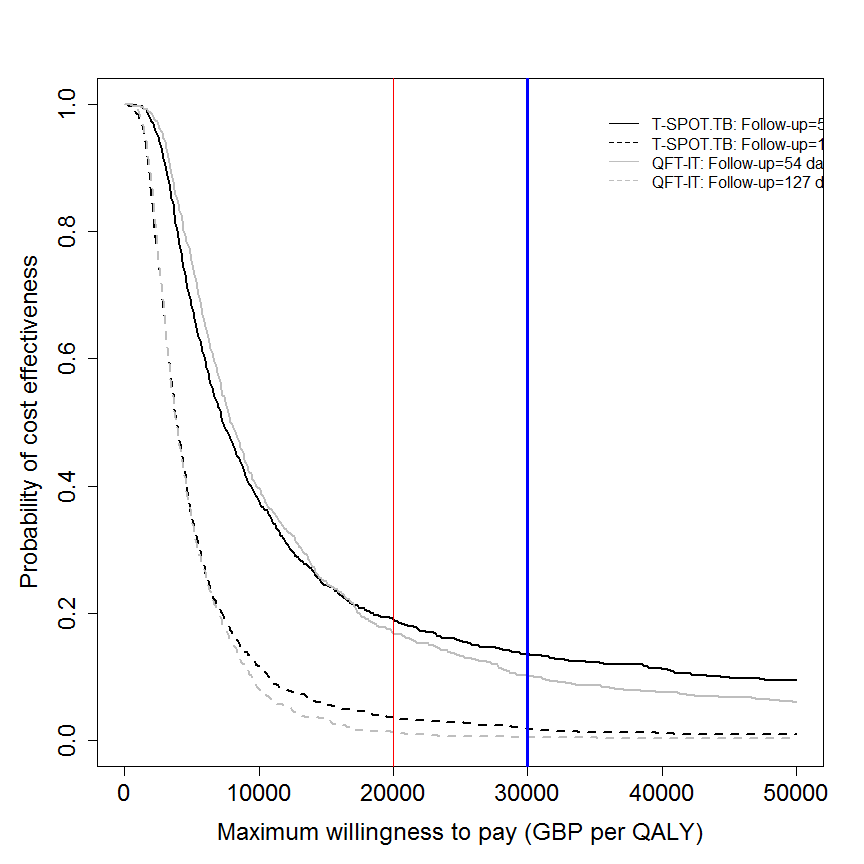 T-SPOT.TB: Follow-up=5
T-SPOT.TB: Follow-up=1
QFT-IT: Follow-up=54 da
QFT-IT: Follow-up=127 d
Probability of cost effectiveness
1.0
0.8
0.6
0.4
0.2
0.0
0 10000 20000 30000 40000 50000
Maximum willingness to pay (GBP per QALY)